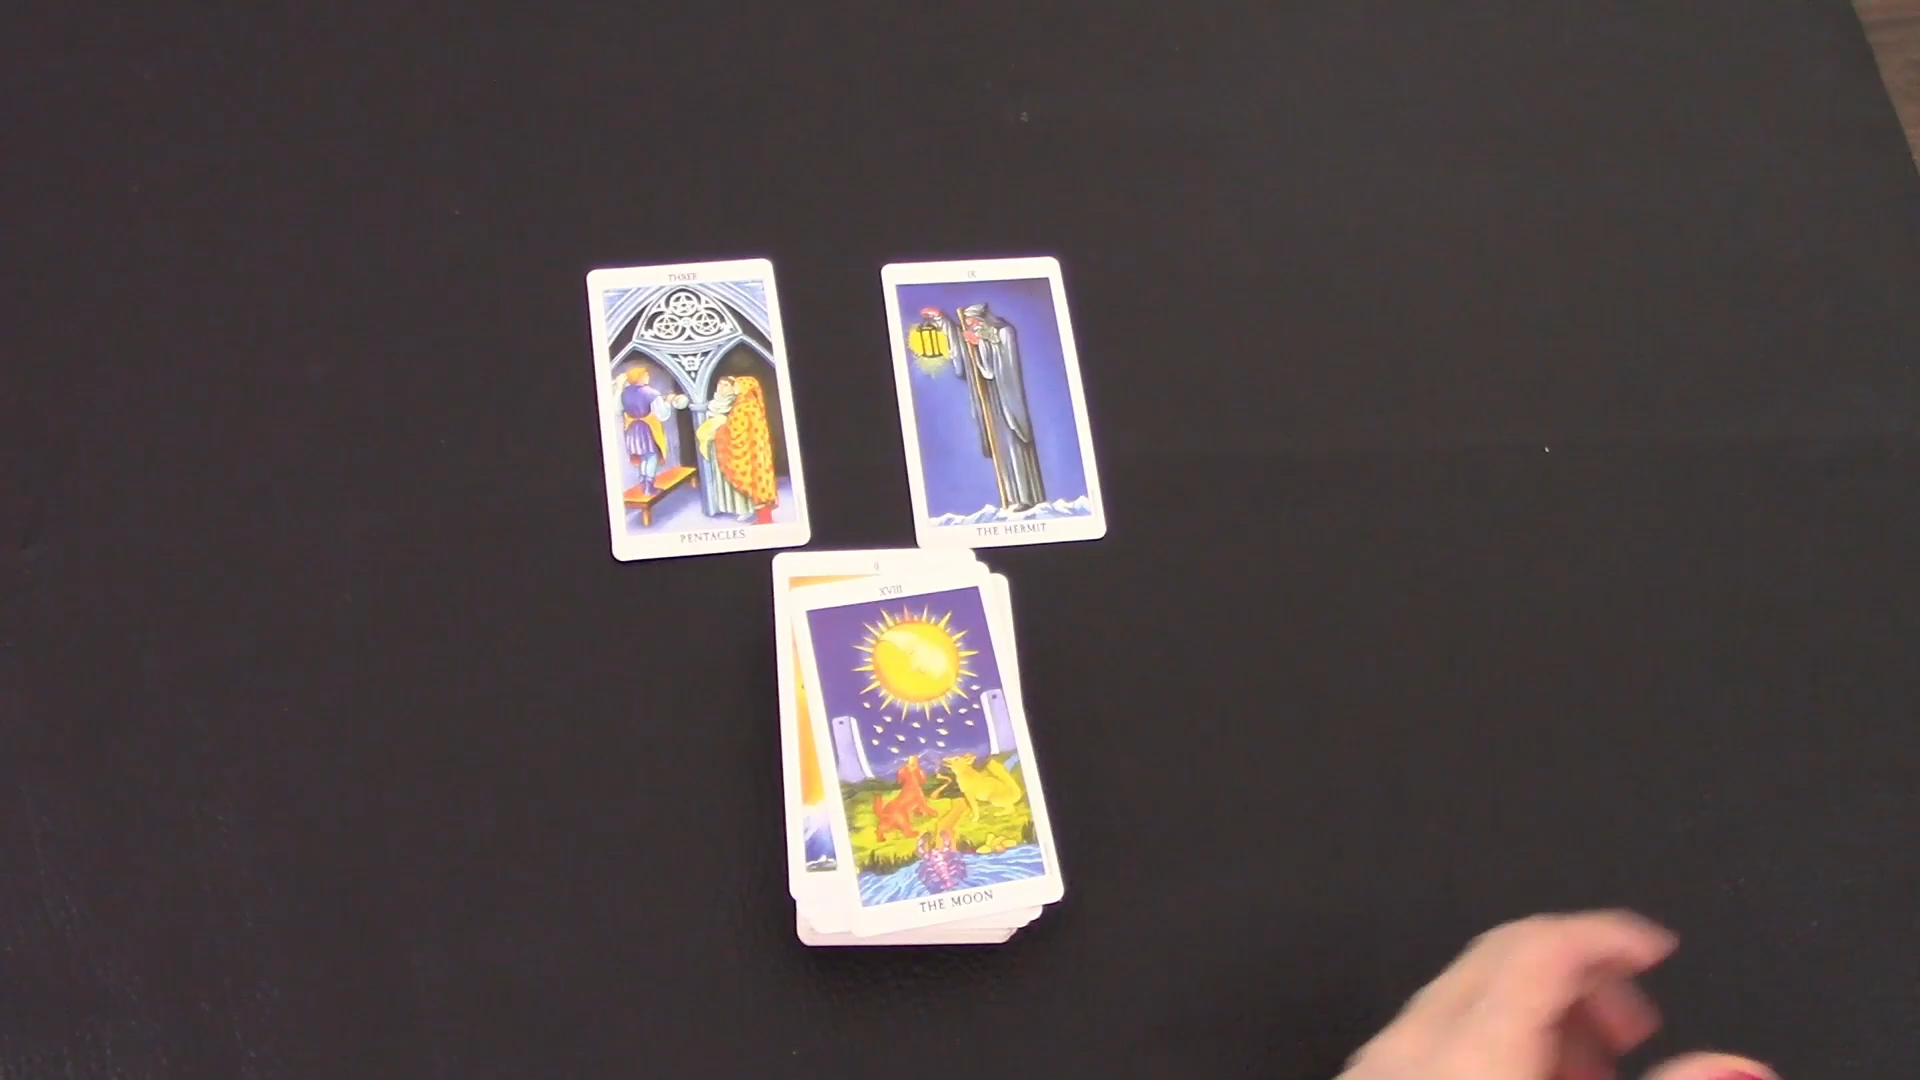 THREE
PENTACLES
IX
THE HERMIT
XVIII
THE MOON